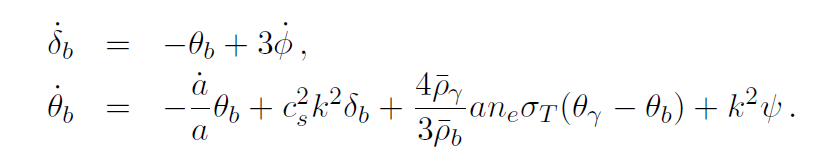 δ̇_b = −θ_b + 3ϕ̇ ,
θ̇_b = −(ȧ/a)θ_b + c_s^2 k^2 δ_b + (4ρ̄_γ/3ρ̄_b) a n_e σ_T (θ_γ − θ_b) + k^2 ψ .